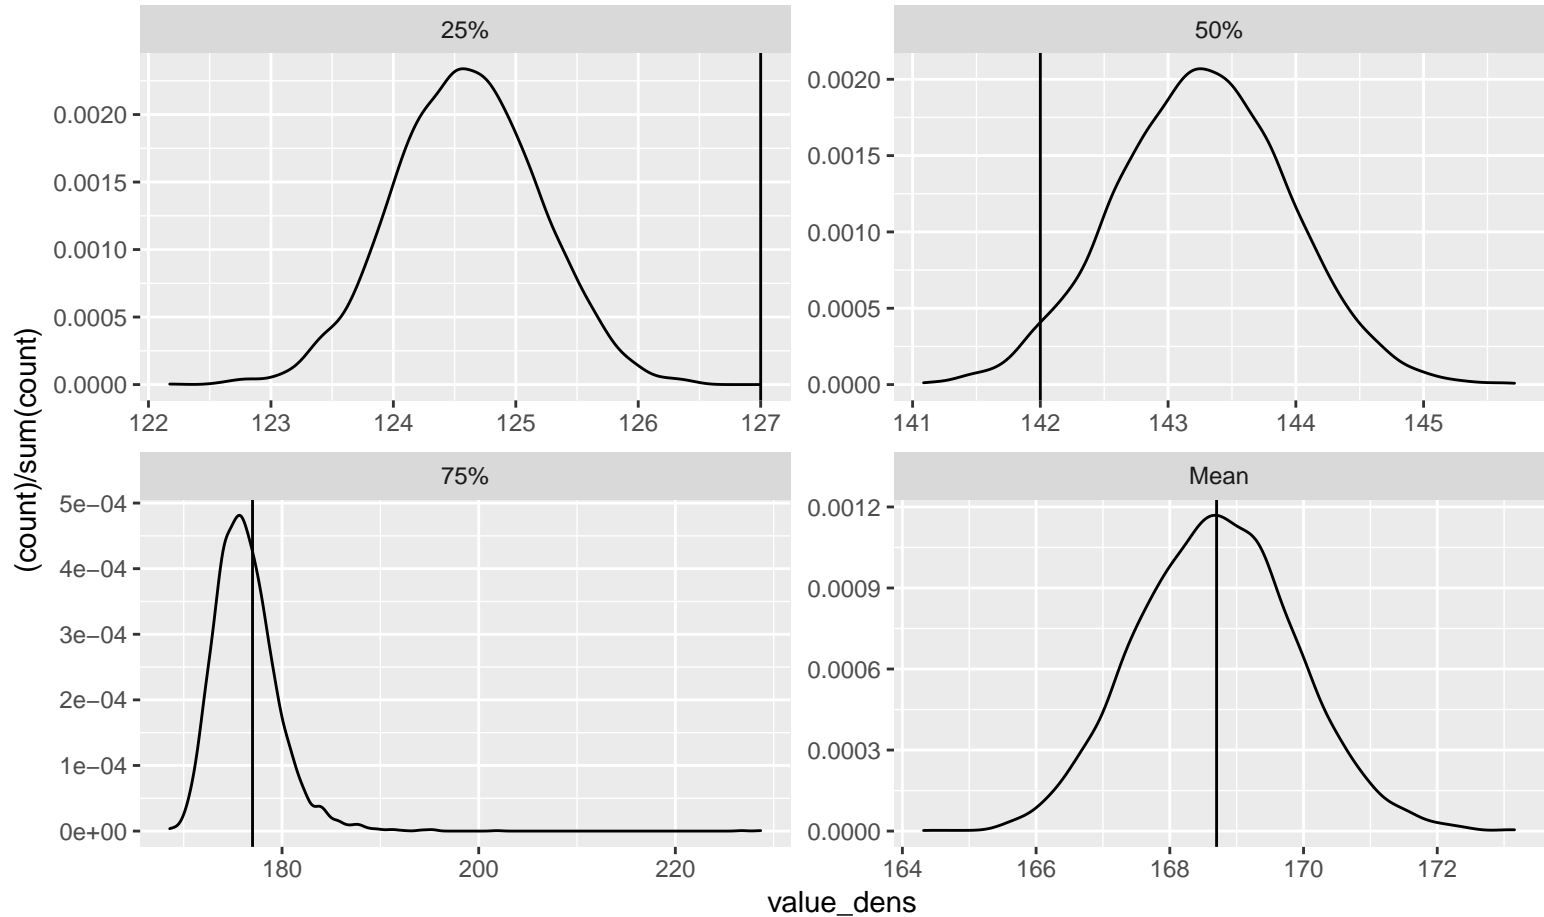 25%
50%
0.0020
0.0015
0.0010
0.0005
0.0000
122 123 124 125 126 127
0.0020
0.0015
0.0010
0.0005
0.0000
141 142 143 144 145
75%
Mean
5e−04
4e−04
3e−04
2e−04
1e−04
0e+00
180 200 220
0.0012
0.0009
0.0006
0.0003
0.0000
164 166 168 170 172
(count)/sum(count)
value_dens